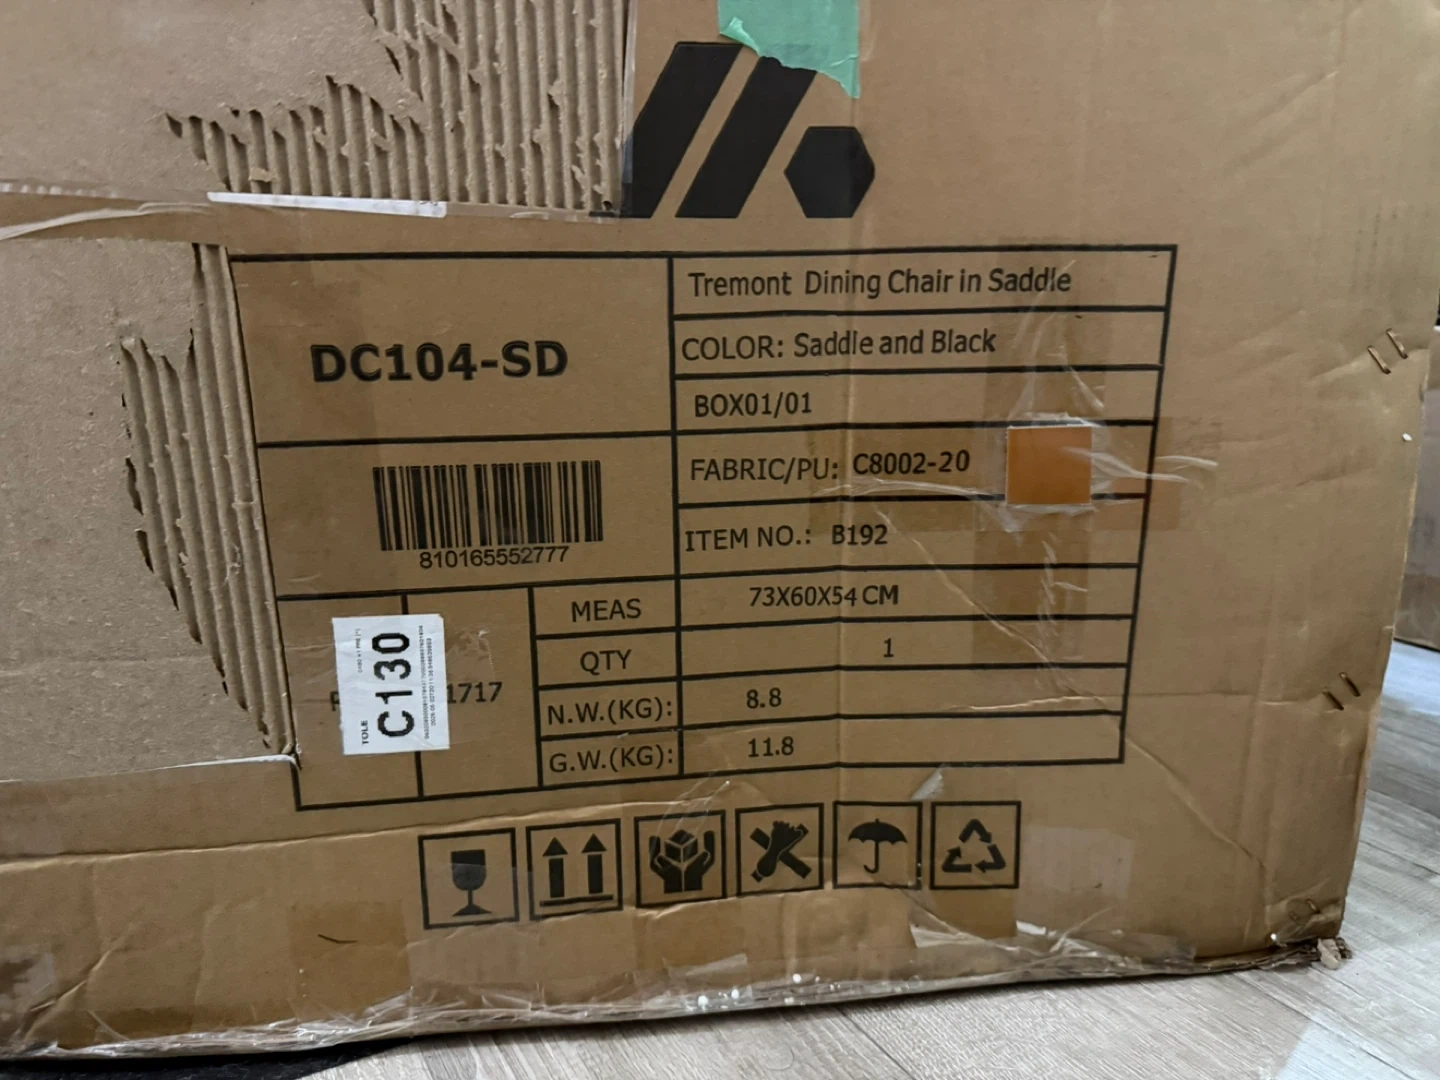 Tremont Dining Chair in Saddle
DC104-SD
COLOR: Saddle and Black
BOX01/01
FABRIC/PU: C8002-20
810165552777
ITEM NO.: B192
MEAS 73X60X54 CM
QTY 1
1717
N.W.(KG): 8.8
G.W.(KG): 11.8
TOLE
C130